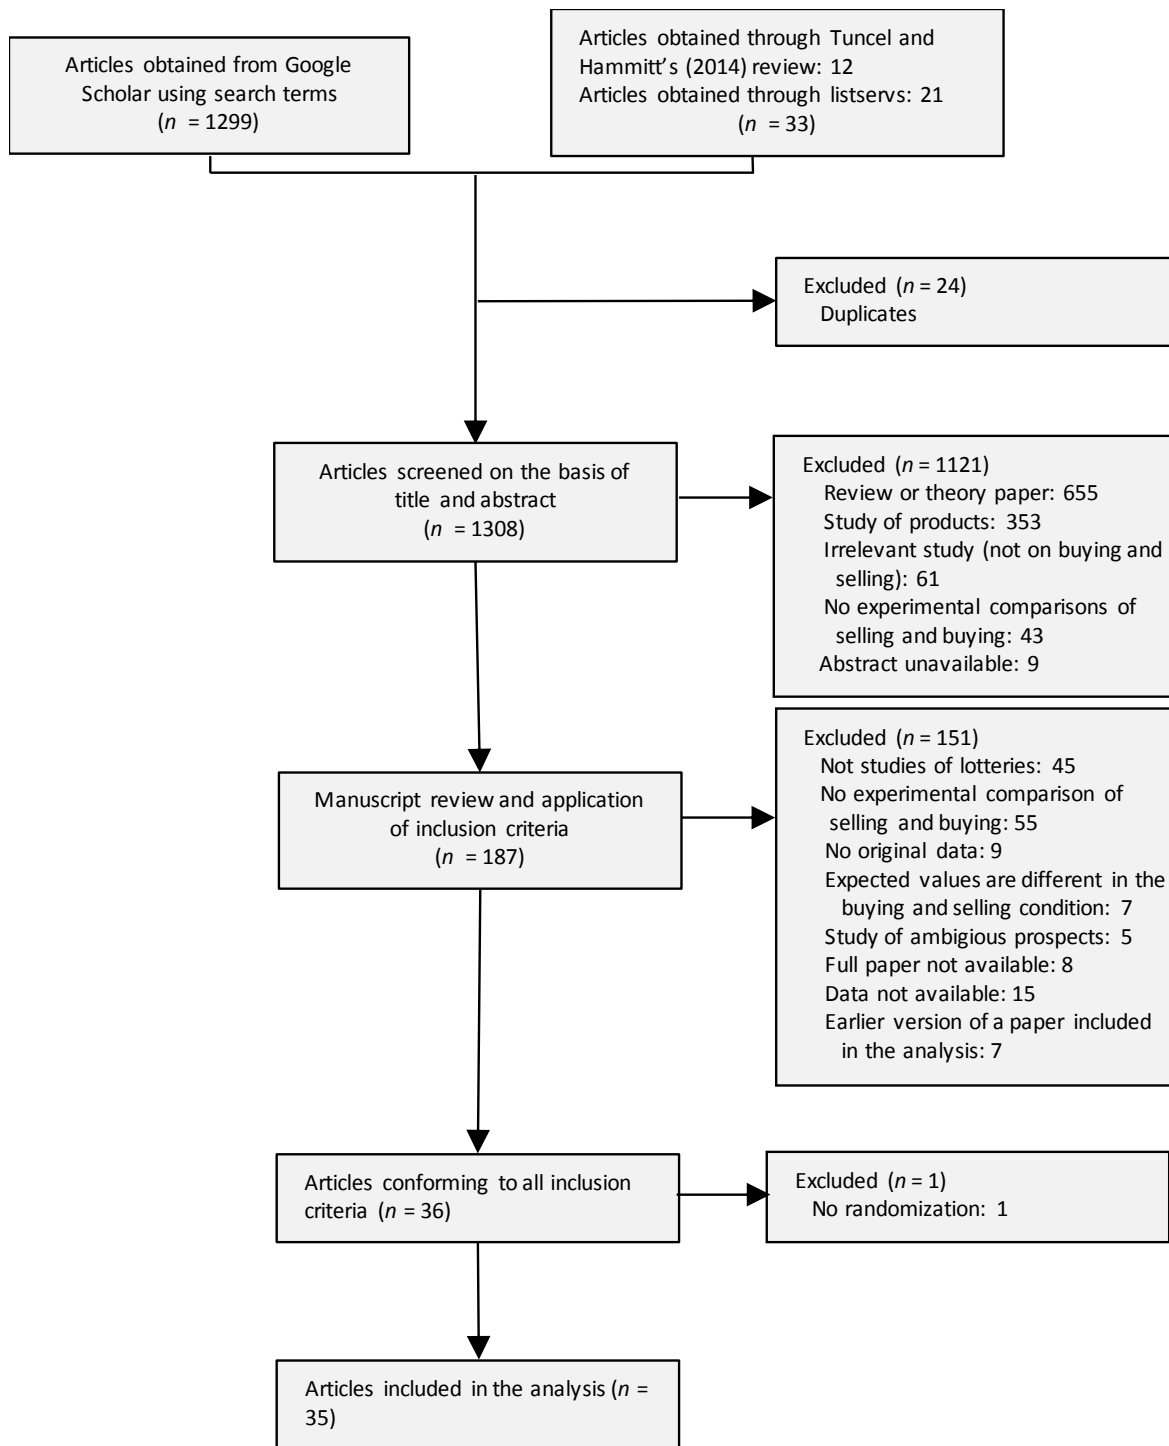 Articles obtained from Google
Scholar using search terms
(n = 1299)
Articles obtained through Tuncel and
Hammitt's (2014) review: 12
Articles obtained through listservs: 21
(n = 33)
Excluded (n = 24)
Duplicates
Articles screened on the basis of
title and abstract
(n = 1308)
Excluded (n = 1121)
Review or theory paper: 655
Study of products: 353
Irrelevant study (not on buying and
selling): 61
No experimental comparisons of
selling and buying: 43
Abstract unavailable: 9
Manuscript review and application
of inclusion criteria
(n = 187)
Excluded (n = 151)
Not studies of lotteries: 45
No experimental comparison of
selling and buying: 55
No original data: 9
Expected values are different in the
buying and selling condition: 7
Study of ambigious prospects: 5
Full paper not available: 8
Data not available: 15
Earlier version of a paper included
in the analysis: 7
Articles conforming to all inclusion
criteria (n = 36)
Excluded (n = 1)
No randomization: 1
Articles included in the analysis (n =
35)